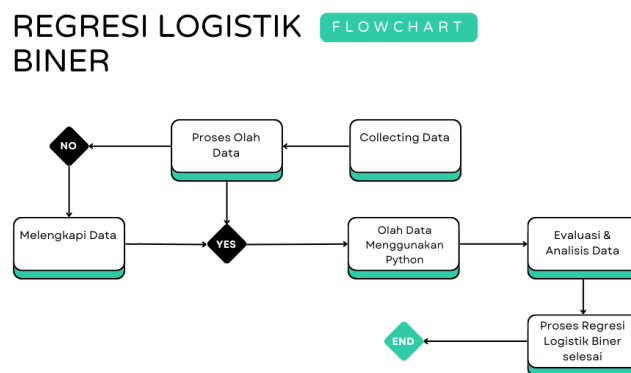 REGRESI LOGISTIK
BINER
FLOWCHART
NO
Proses Olah
Data
Collecting Data
Melengkapi Data
YES
Olah Data
Menggunakan
Python
Evaluasi &
Analisis Data
END
Proses Regresi
Logistik Biner
selesai